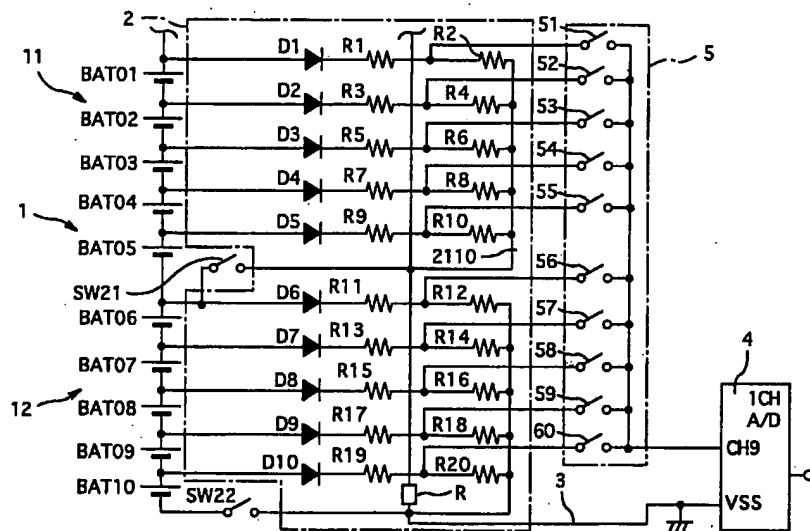 2
D1 R1 R2 51
11 BAT01 5
D2 R3 R4 52
BAT02
D3 R5 R6 53
BAT03
D4 R7 R8 54
BAT04
1 D5 R9 R10 55
BAT05
2110
SW21 56
D6 R11 R12
BAT06 57
D7 R13 R14
BAT07 58 4
D8 R15 R16
12 BAT08 59 1CH
A/D
D9 R17 R18 60
BAT09 CH9
D10 R19 R20
BAT10 SW22 R 3 VSS